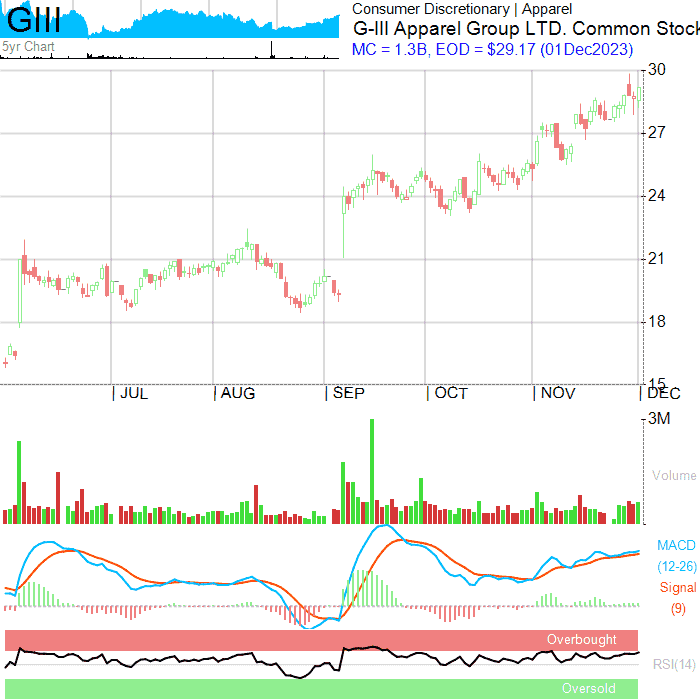 GIII
5yr Chart
Consumer Discretionary | Apparel
G-III Apparel Group LTD. Common Stock
MC = 1.3B, EOD = $29.17 (01Dec2023)
30
27
24
21
18
15
| JUL | AUG | SEP | OCT | NOV | DEC
3M
Volume
MACD
(12-26)
Signal
(9)
Overbought
RSI(14)
Oversold